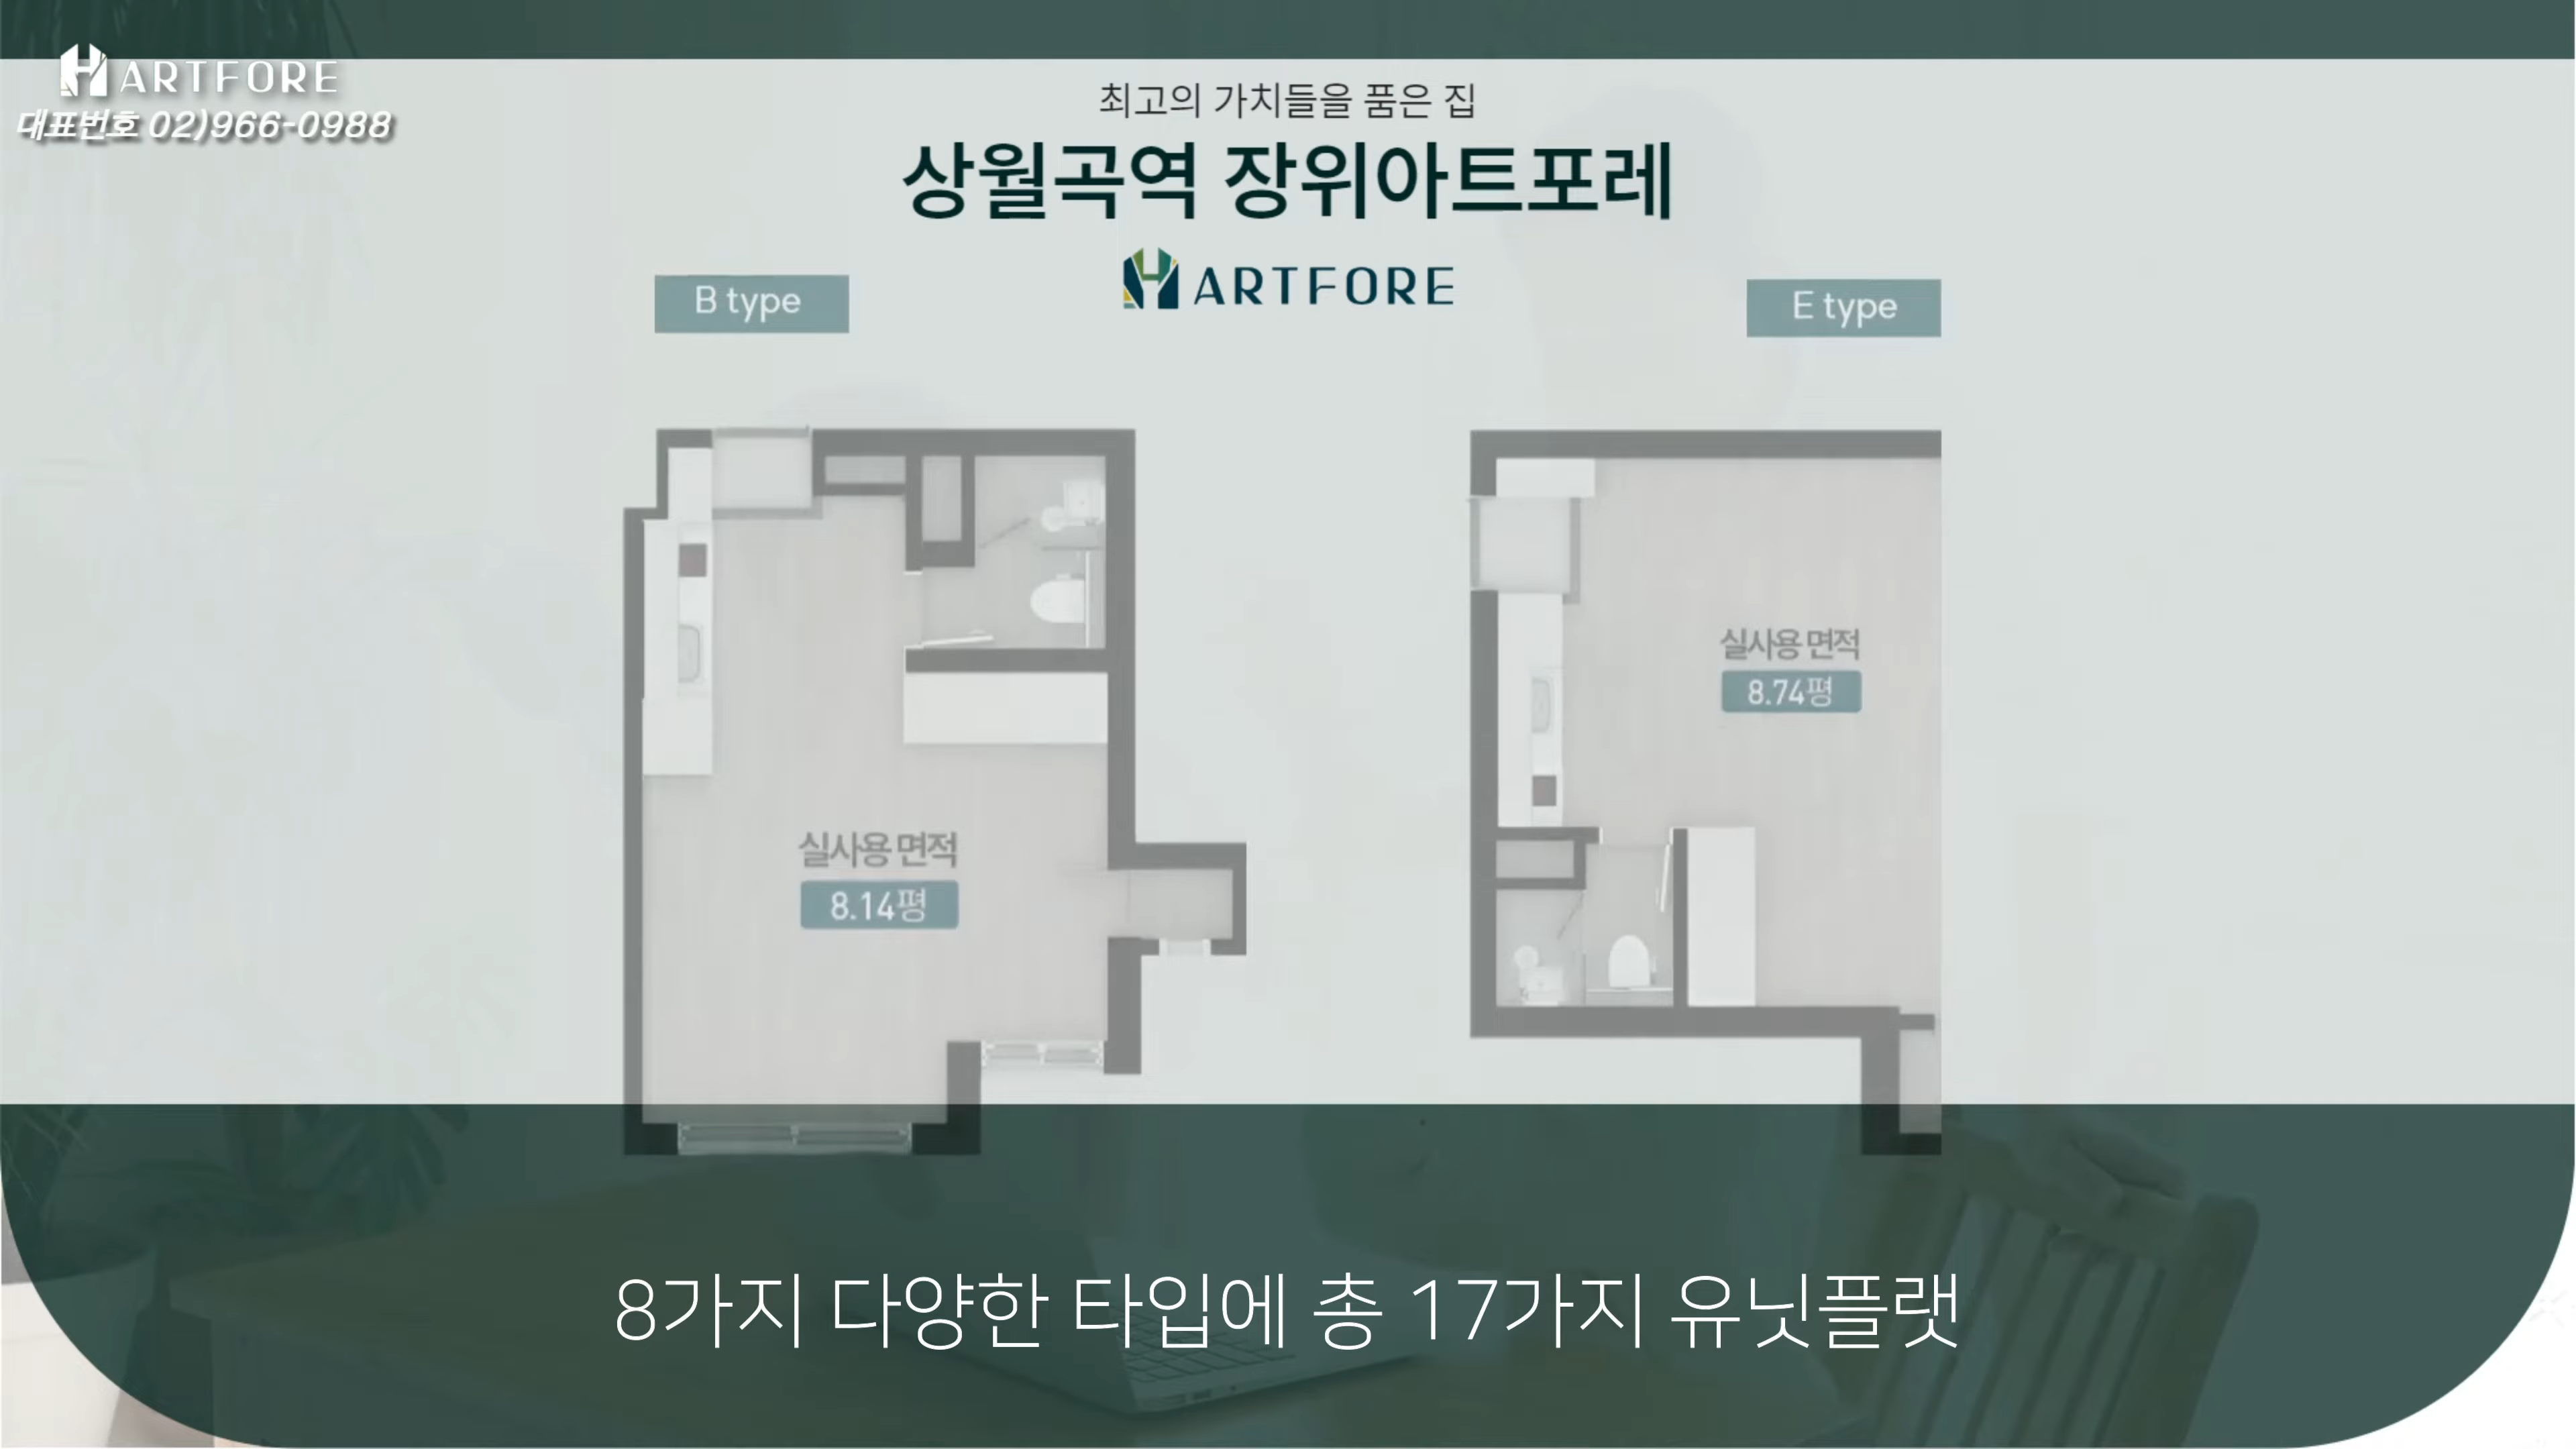 ARTFORE
대표번호 02)966-0988
최고의 가치들을 품은 집
상월곡역 장위아트포레
ARTFORE
B type
E type
실사용 면적
8.74평
실사용 면적
8.14평
8가지 다양한 타입에 총 17가지 유닛플랫